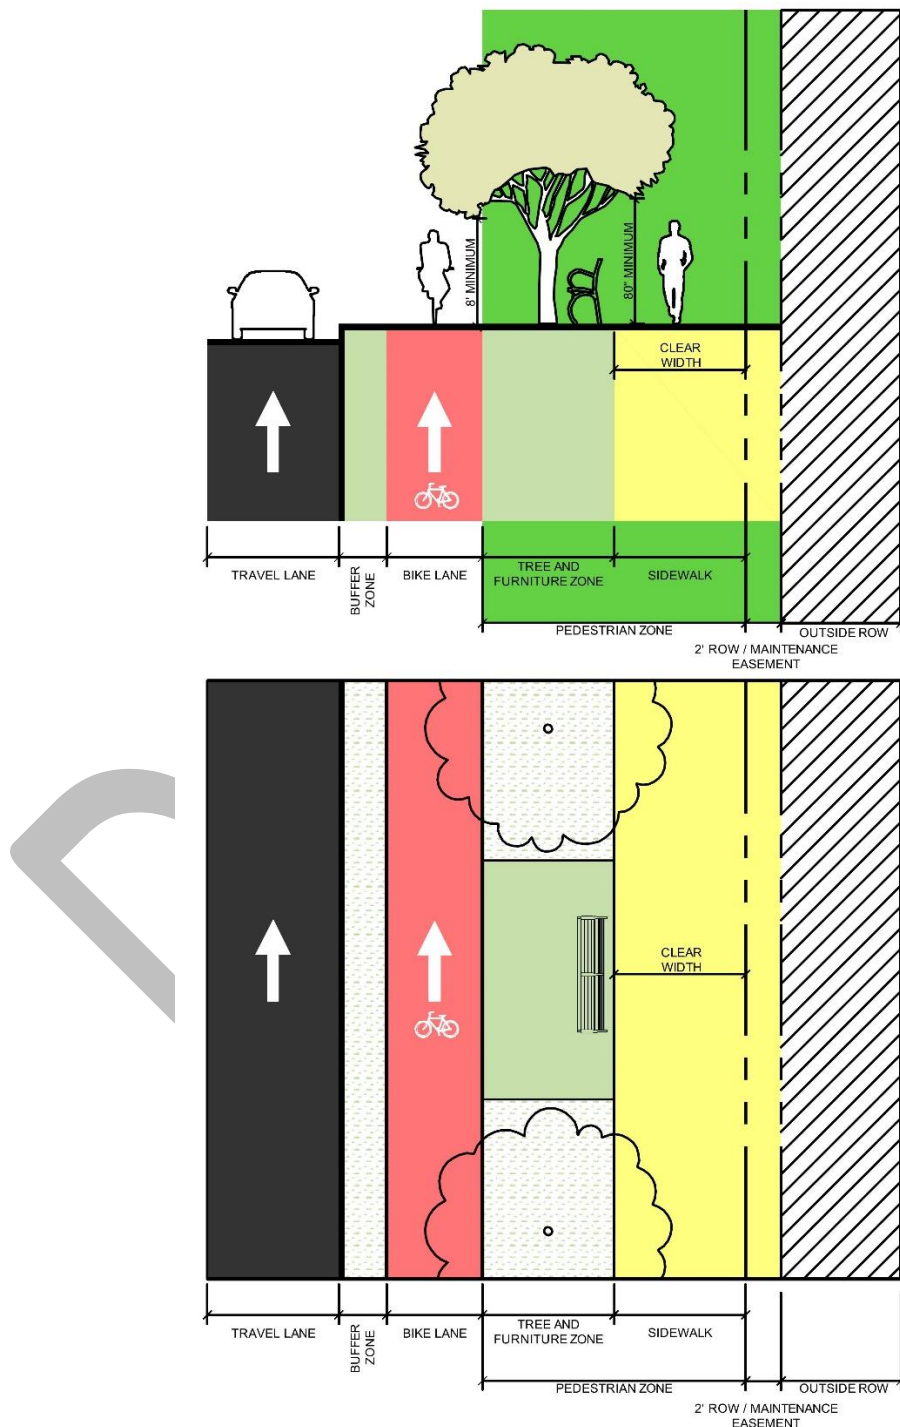 8' MINIMUM
80" MINIMUM
CLEAR
WIDTH
TRAVEL LANE
BUFFER
ZONE
BIKE LANE
TREE AND
FURNITURE ZONE
SIDEWALK
PEDESTRIAN ZONE
OUTSIDE ROW
2' ROW / MAINTENANCE
EASEMENT
CLEAR
WIDTH
TRAVEL LANE
BUFFER
ZONE
BIKE LANE
TREE AND
FURNITURE ZONE
SIDEWALK
PEDESTRIAN ZONE
OUTSIDE ROW
2' ROW / MAINTENANCE
EASEMENT